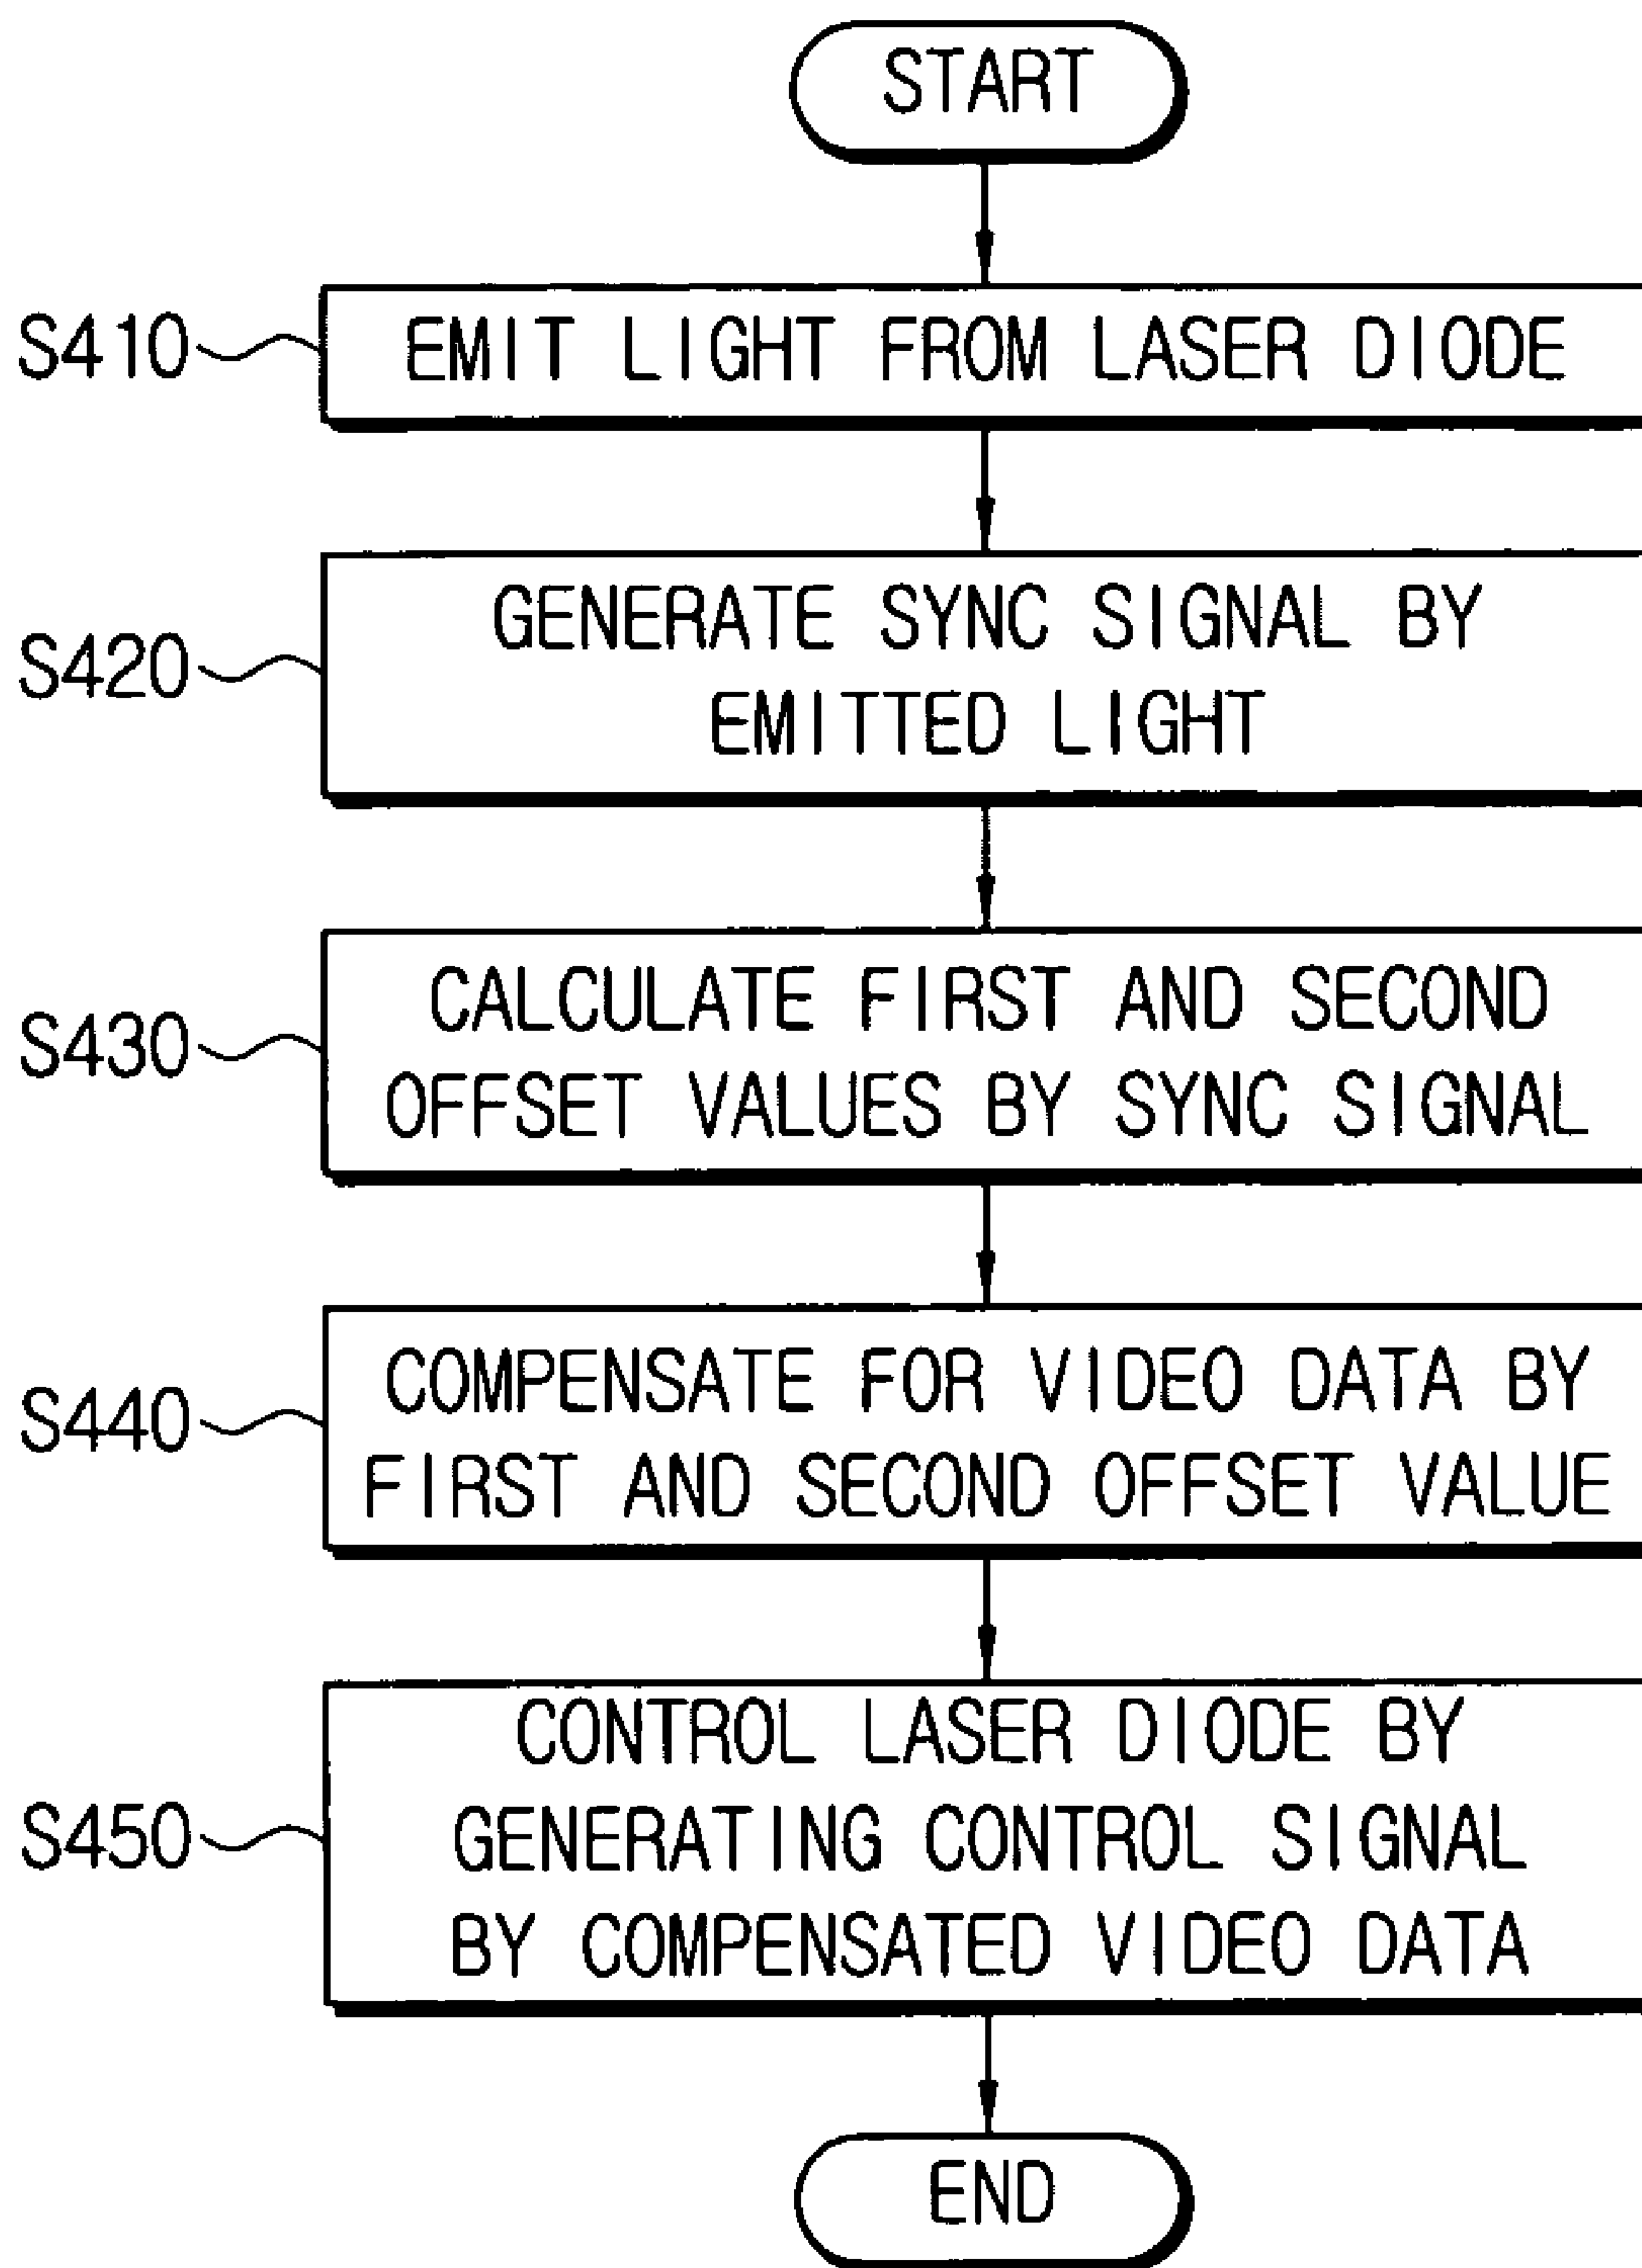 START
S410
EMIT LIGHT FROM LASER DIODE
S420
GENERATE SYNC SIGNAL BY
EMITTED LIGHT
S430
CALCULATE FIRST AND SECOND
OFFSET VALUES BY SYNC SIGNAL
S440
COMPENSATE FOR VIDEO DATA BY
FIRST AND SECOND OFFSET VALUE
S450
CONTROL LASER DIODE BY
GENERATING CONTROL SIGNAL
BY COMPENSATED VIDEO DATA
END